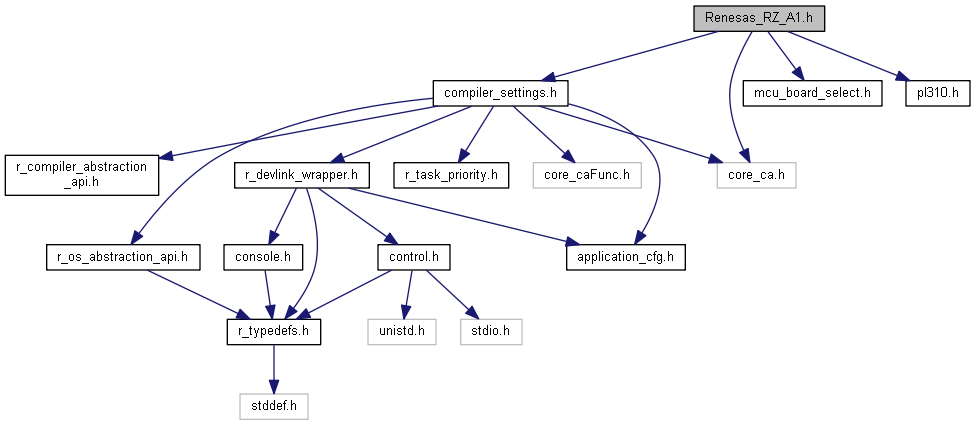 Renesas_RZ_A1.h
compiler_settings.h
mcu_board_select.h
pl310.h
r_compiler_abstraction
_api.h
r_devlink_wrapper.h
r_task_priority.h
core_caFunc.h
core_ca.h
r_os_abstraction_api.h
console.h
control.h
application_cfg.h
r_typedefs.h
unistd.h
stdio.h
stddef.h